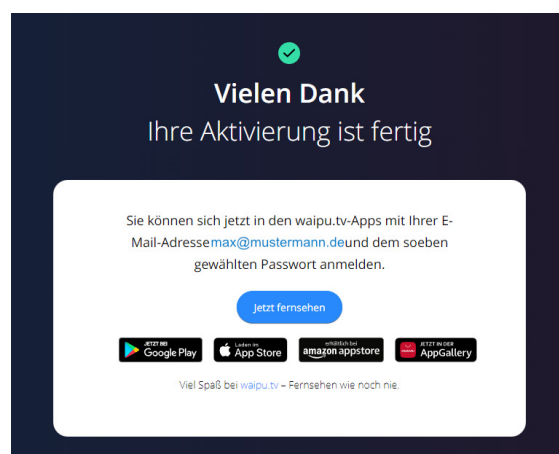 Vielen Dank
Ihre Aktivierung ist fertig
Sie können sich jetzt in den waipu.tv-Apps mit Ihrer E-
Mail-Adressemax@mustermann.deund dem soeben
gewählten Passwort anmelden.
Jetzt fernsehen
JETZT BEI
Google Play
Laden im
App Store
erhältlich bei
amazon appstore
HUAWEI
JETZT IN DER
AppGallery
Viel Spaß bei waipu.tv – Fernsehen wie noch nie.